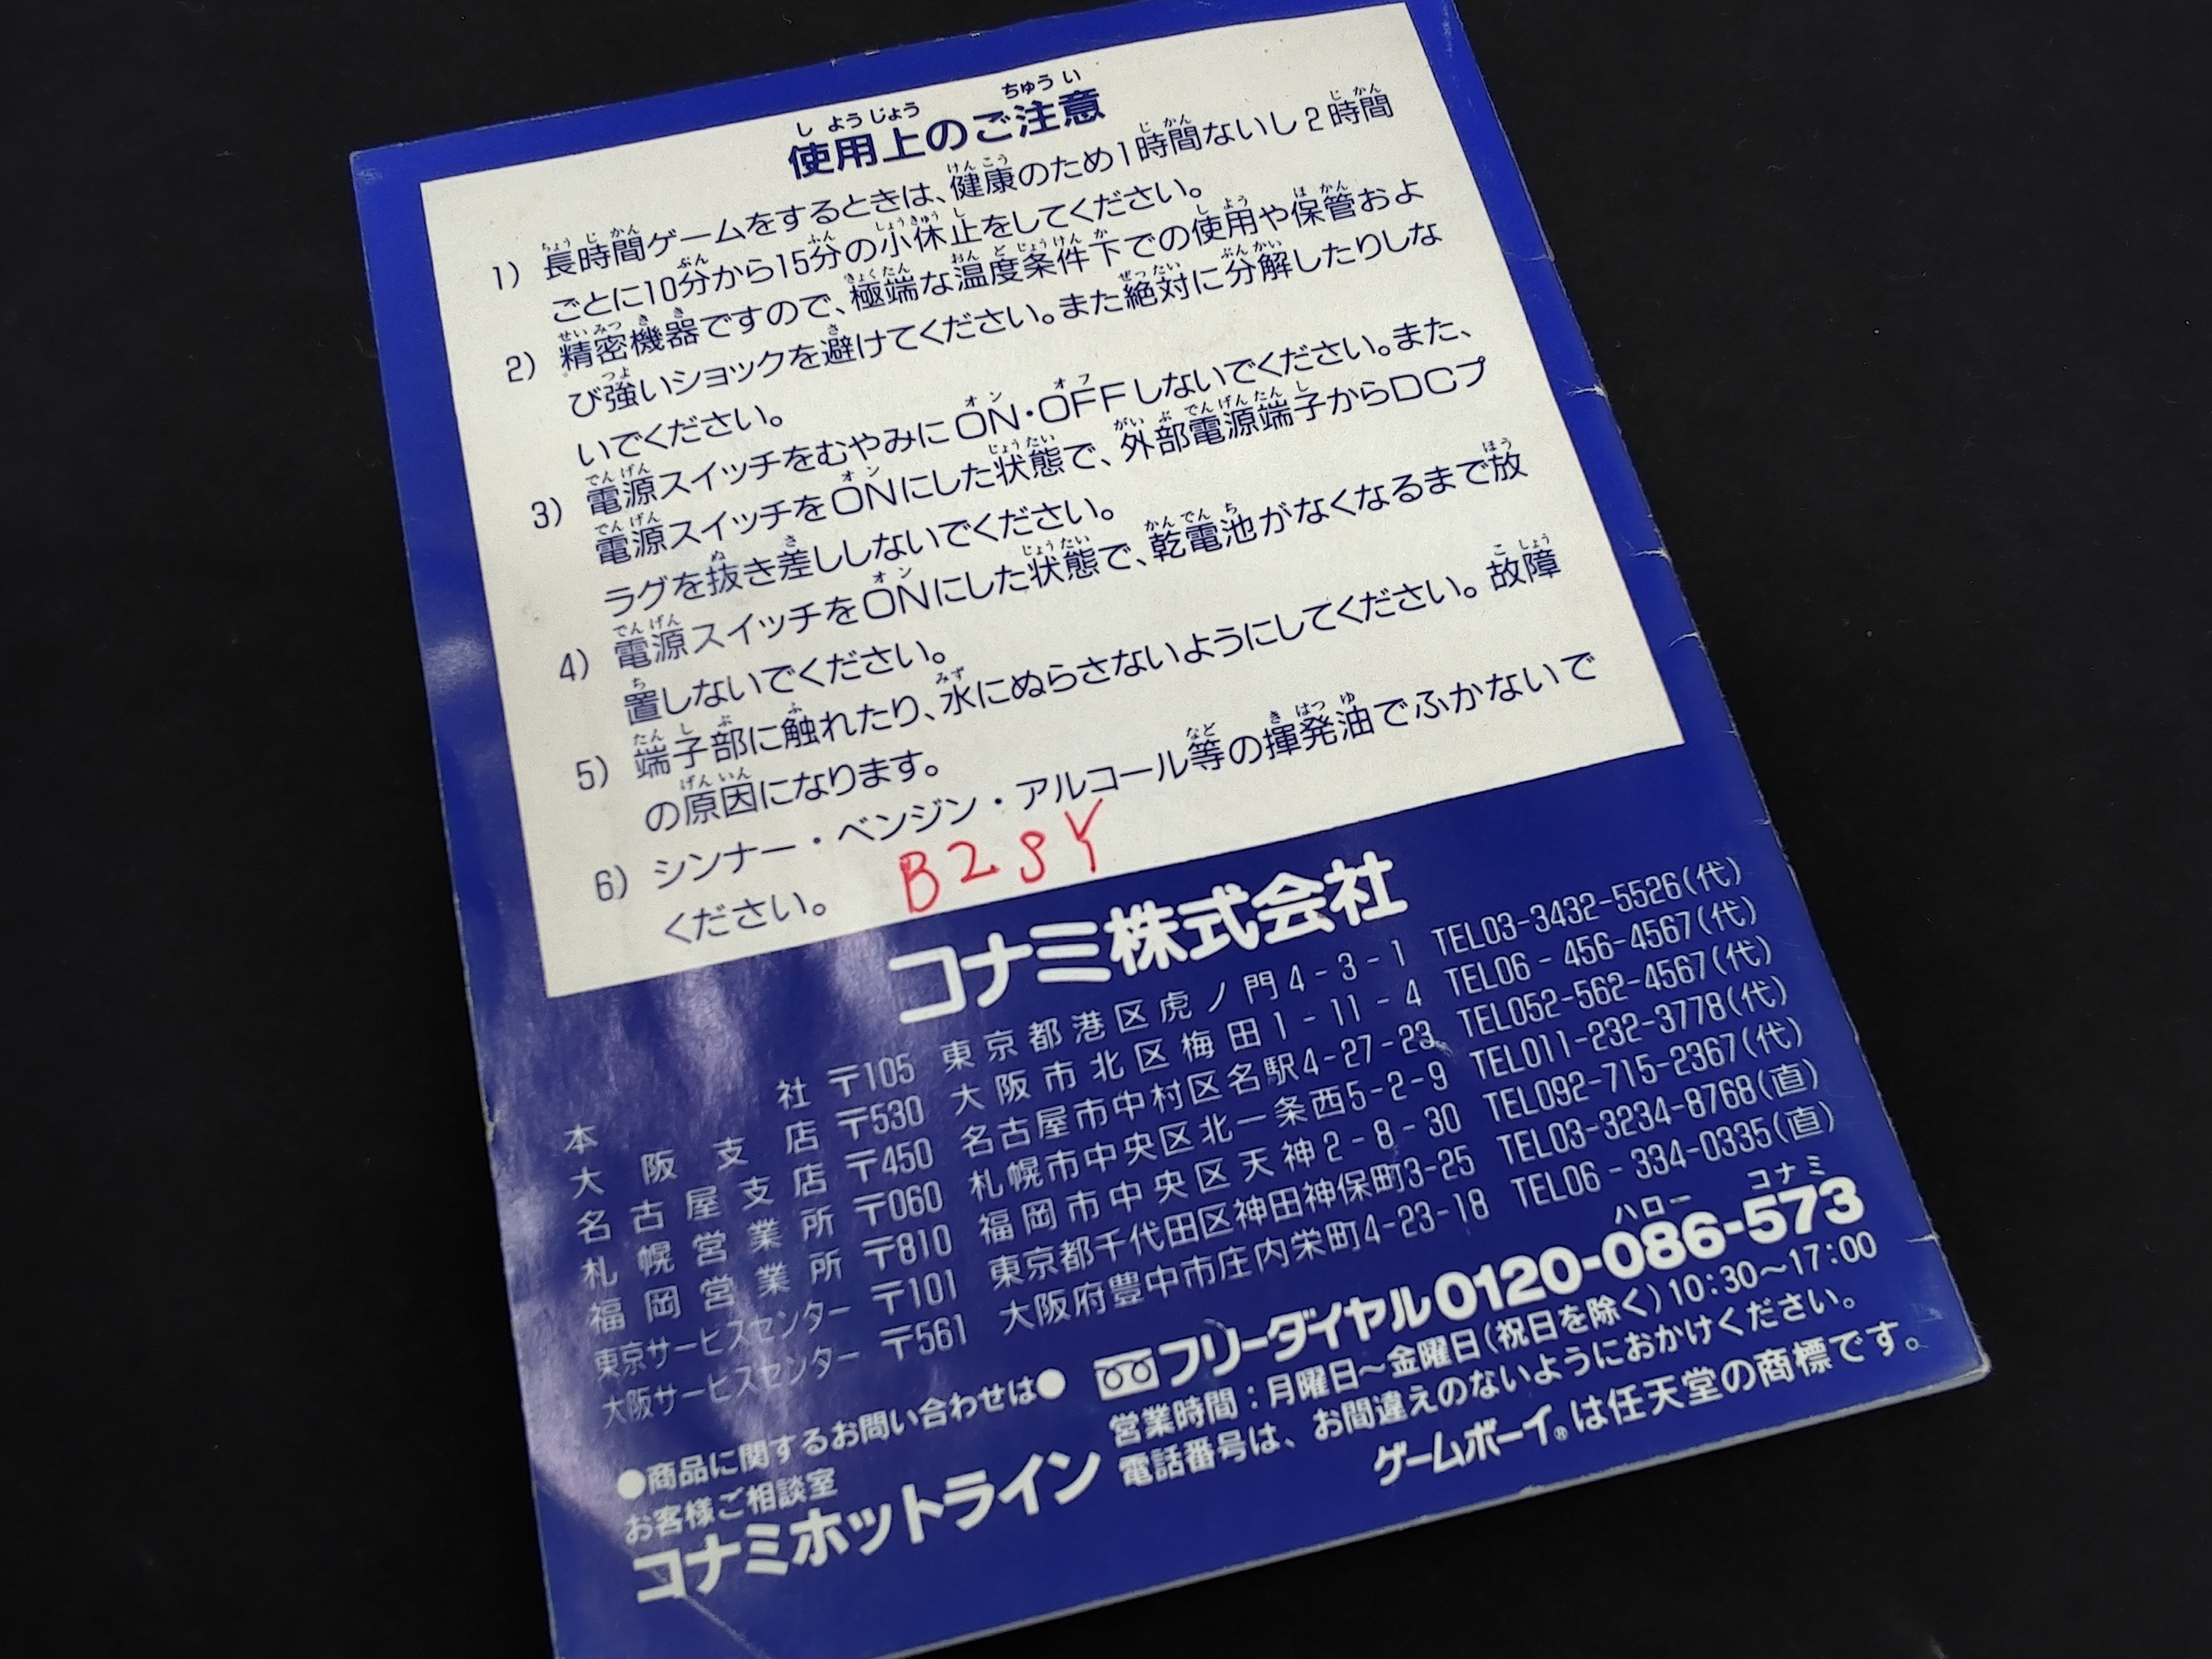 使用上のご注意
1) 長時間ゲームをするときは、健康のため1時間ないし2時間
ごとに10分から15分の小休止をしてください。
2) 精密機器ですので、極端な温度条件下での使用や保管およ
び強いショックを避けてください。また絶対に分解したりしな
いでください。
3) 電源スイッチをむやみにON・OFFしないでください。また、
電源スイッチをONにした状態で、外部電源端子からDCプ
ラグを抜き差ししないでください。
4) 電源スイッチをONにした状態で、乾電池がなくなるまで放
置しないでください。
5) 端子部に触れたり、水にぬらさないようにしてください。故障
の原因になります。
6) シンナー・ベンジン・アルコール等の揮発油でふかないで
ください。
B2SY
コナミ株式会社
本社 〒105 東京都港区虎ノ門4-3-1 TEL03-3432-5526(代)
大阪支店 〒530 大阪市北区梅田1-11-4 TEL06-456-4567(代)
名古屋支店 〒450 名古屋市中村区名駅4-27-23 TEL052-562-4567(代)
札幌営業所 〒060 札幌市中央区北一条西5-2-9 TEL011-232-3778(代)
福岡営業所 〒810 福岡市中央区天神2-8-30 TEL092-715-2367(代)
東京サービスセンター 〒101 東京都千代田区神田神保町3-25 TEL03-3234-8768(直)
大阪サービスセンター 〒561 大阪府豊中市庄内栄町4-23-18 TEL06-334-0335(直)
●商品に関するお問い合わせは●
お客様ご相談室
コナミホットライン
フリーダイヤル0120-086-573
営業時間：月曜日～金曜日(祝日を除く)10:30～17:00
電話番号は、お間違えのないようにおかけください。
ゲームボーイ®は任天堂の商標です。